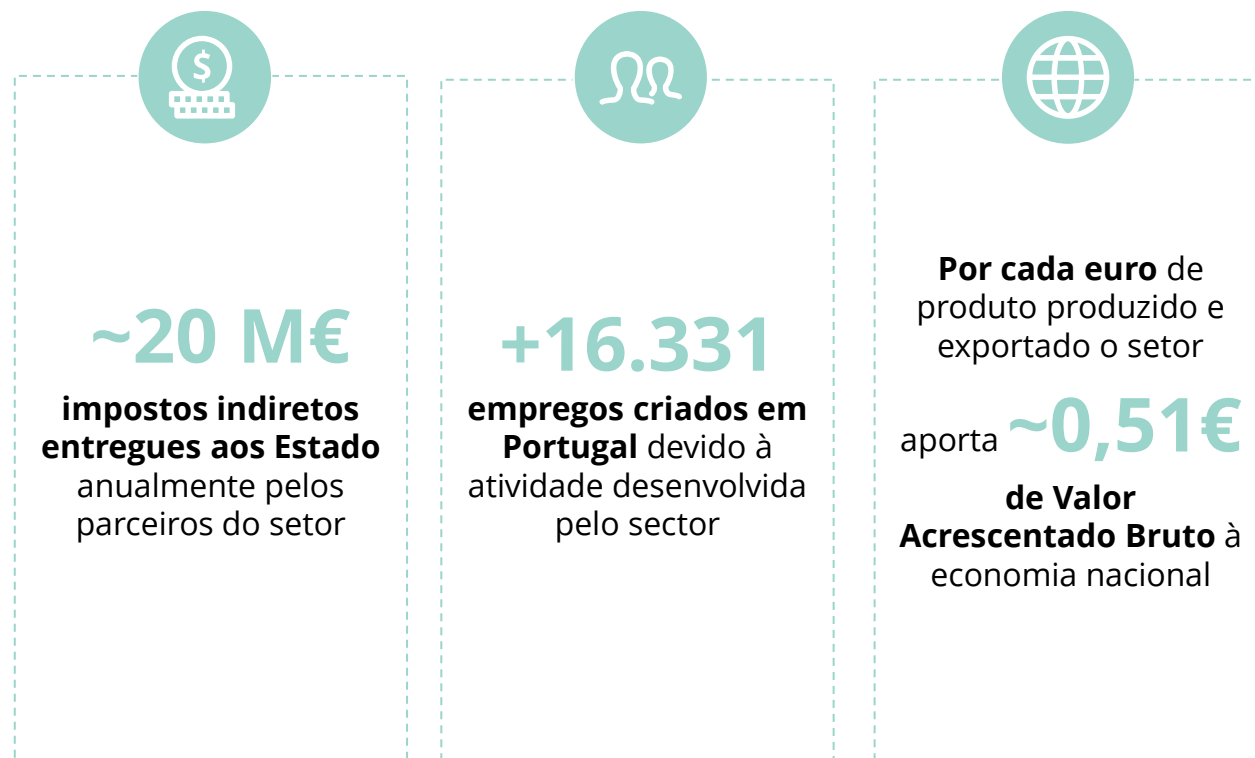 ~20 M€
impostos indiretos
entregues aos Estado
anualmente pelos
parceiros do setor
+16.331
empregos criados em
Portugal devido à
atividade desenvolvida
pelo sector
Por cada euro de
produto produzido e
exportado o setor
aporta ~0,51€
de Valor
Acrescentado Bruto à
economia nacional